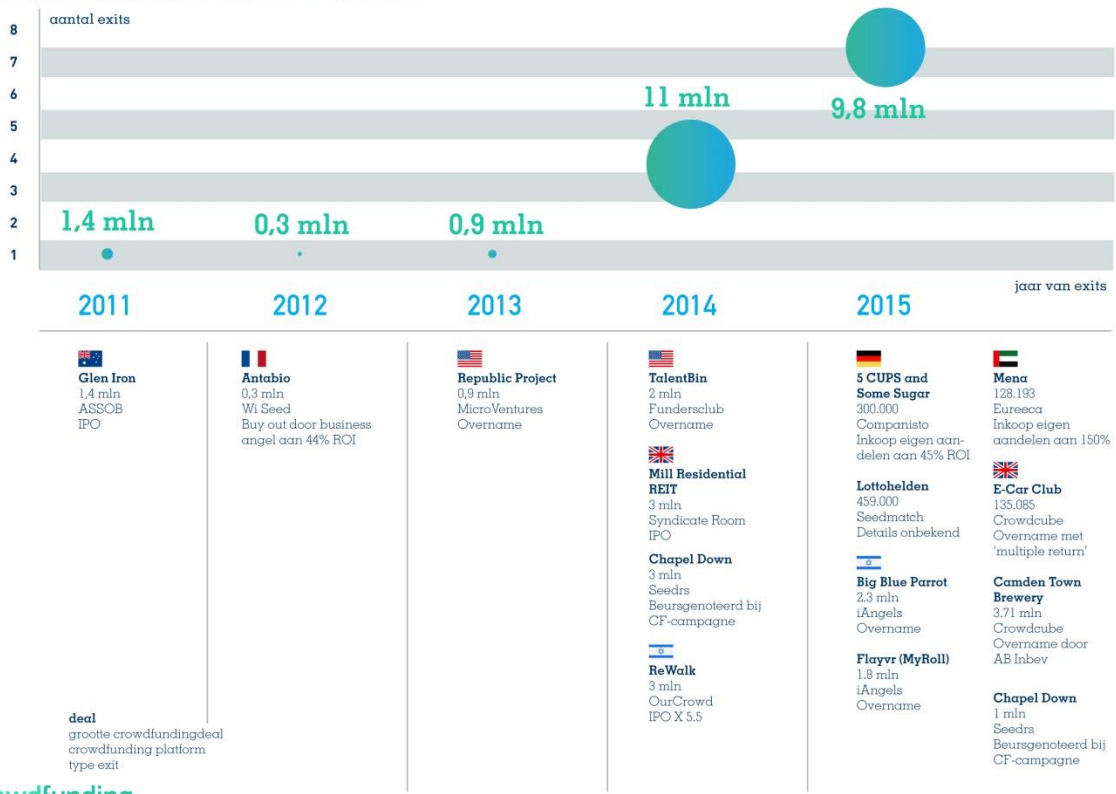 aantal exits
8
7
6
5
4
3
2
1
1,4 mln
0,3 mln
0,9 mln
11 mln
9,8 mln
jaar van exits
2011
2012
2013
2014
2015
Glen Iron
1,4 mln
ASSOB
IPO
Antabio
0,3 mln
Wi Seed
Buy out door business
angel aan 44% ROI
Republic Project
0,9 mln
MicroVentures
Overname
TalentBin
2 mln
Fundersclub
Overname
Mill Residential
REIT
3 mln
Syndicate Room
IPO
Chapel Down
3 mln
Seedrs
Beursgenoteerd bij
CF-campagne
ReWalk
3 mln
OurCrowd
IPO X 5.5
5 CUPS and
Some Sugar
300.000
Companisto
Inkoop eigen aan-
delen aan 45% ROI
Lottohelden
459.000
Seedmatch
Details onbekend
Big Blue Parrot
2.3 mln
iAngels
Overname
Flayvr (MyRoll)
1.8 mln
iAngels
Overname
Mena
128.193
Eureeca
Inkoop eigen
aandelen aan 150%
E-Car Club
135.085
Crowdcube
Overname met
‘multiple return’
Camden Town
Brewery
3.71 mln
Crowdcube
Overname door
AB Inbev
Chapel Down
1 mln
Seedrs
Beursgenoteerd bij
CF-campagne
deal
grootte crowdfundingdeal
crowdfunding platform
type exit